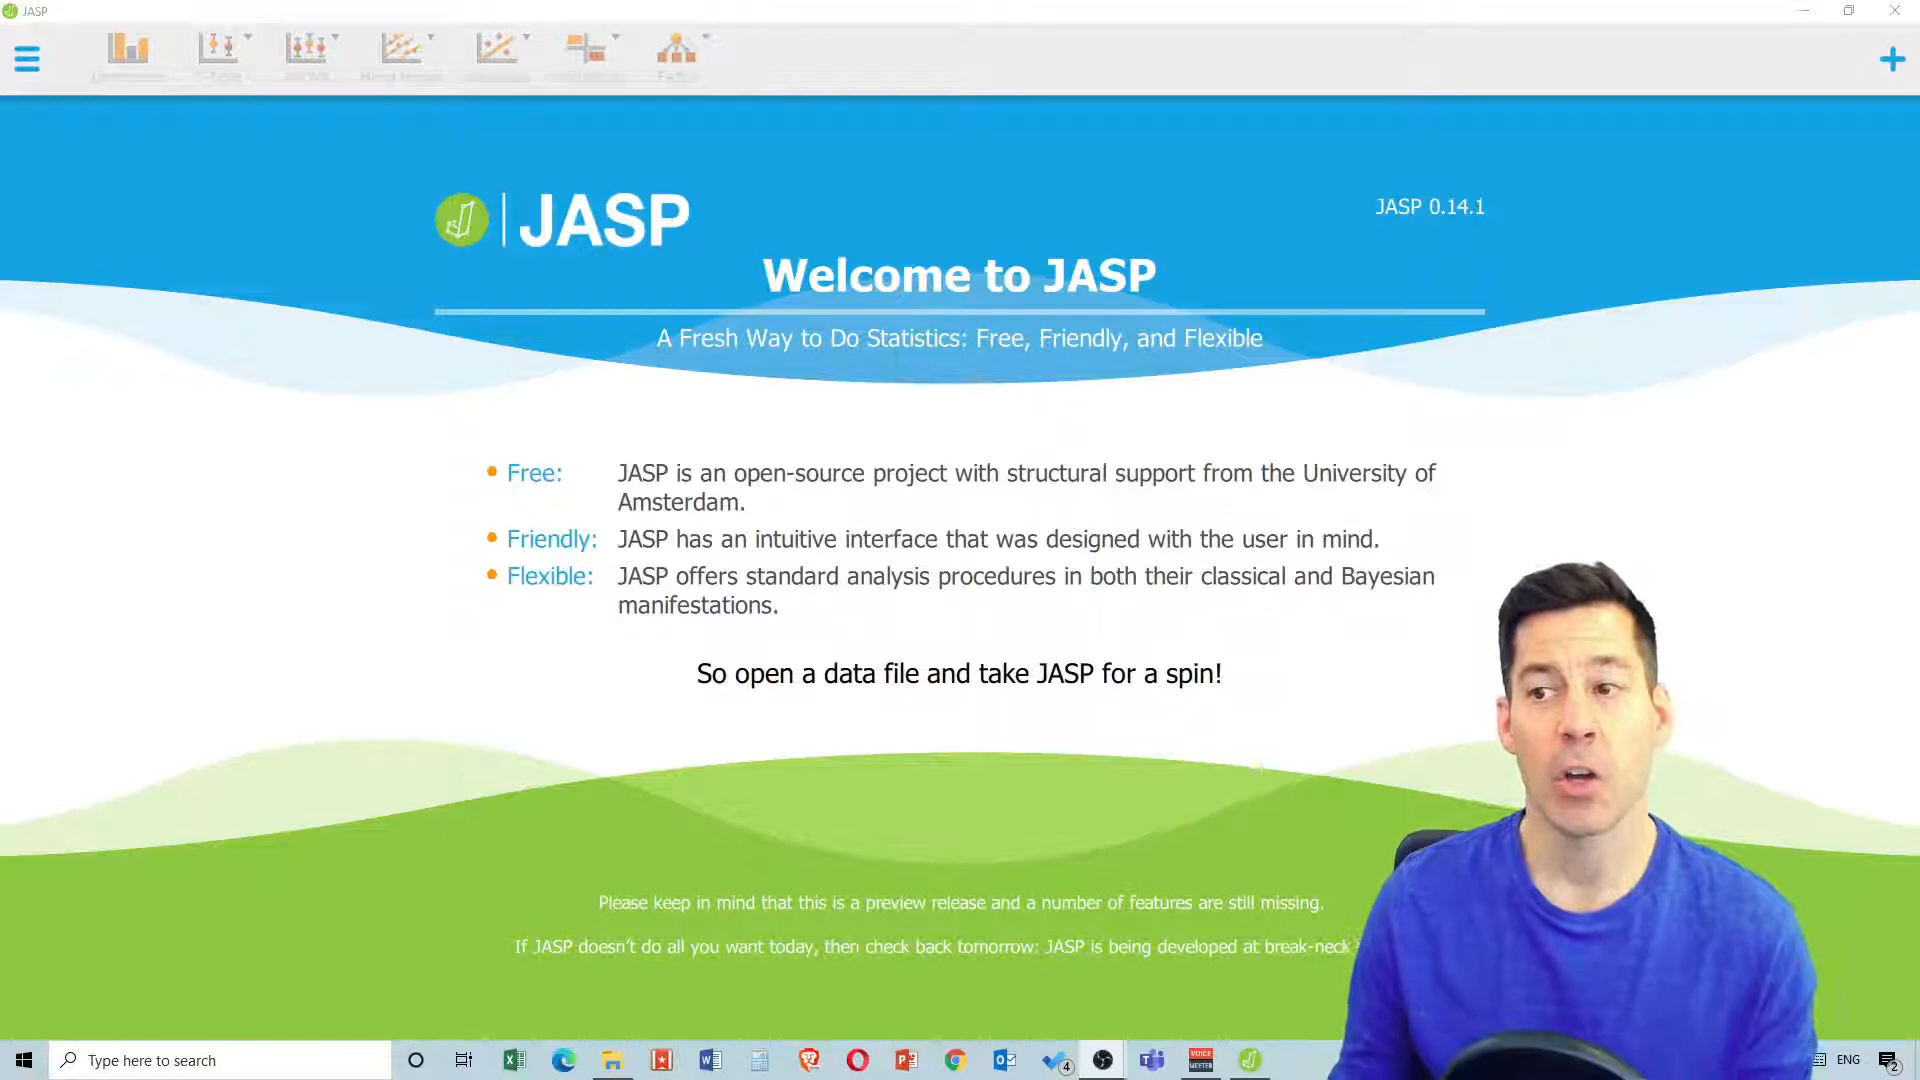 JASP
JASP
JASP 0.14.1
Welcome to JASP
A Fresh Way to Do Statistics: Free, Friendly, and Flexible
Free: JASP is an open-source project with structural support from the University of
Amsterdam.
Friendly: JASP has an intuitive interface that was designed with the user in mind.
Flexible: JASP offers standard analysis procedures in both their classical and Bayesian
manifestations.
So open a data file and take JASP for a spin!
Please keep in mind that this is a preview release and a number of features are still missing.
If JASP doesn't do all you want today, then check back tomorrow: JASP is being developed at break-neck
Type here to search
4
VOICE
MEETER
ENG
2